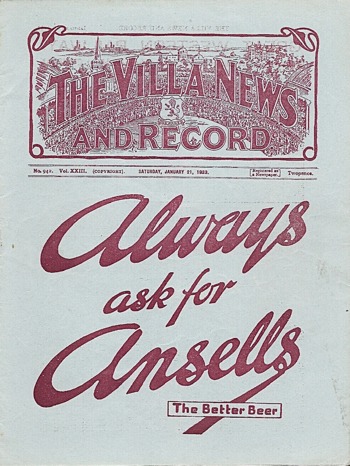 THE VILLA NEWS
AND RECORD.
No. 942. Vol. XXIII. (COPYRIGHT). SATURDAY, JANUARY 21, 1933. [Registered as a Newspaper.] Twopence.
Always
ask for
Ansells
The Better Beer